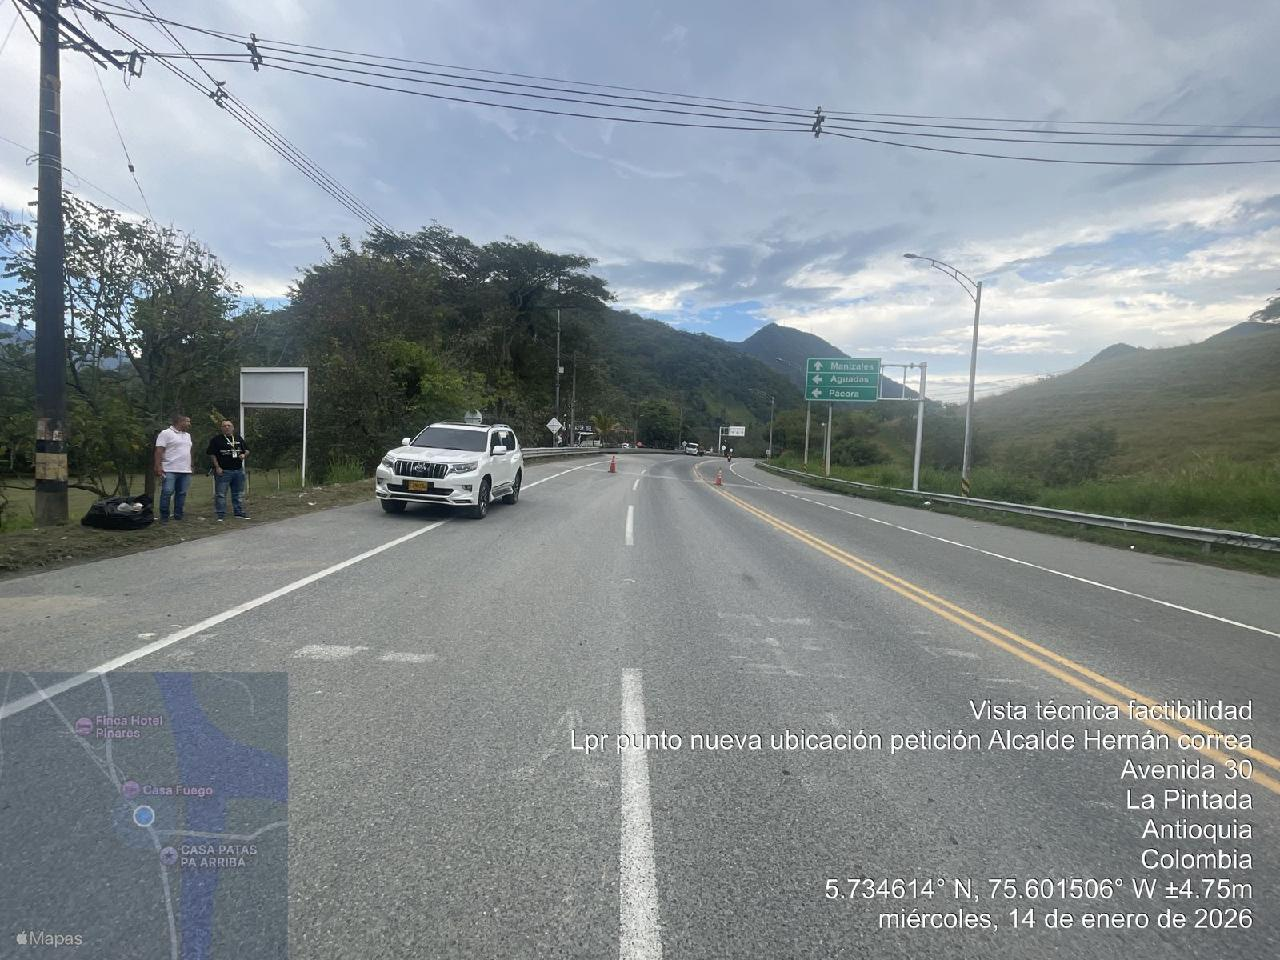 Manizales
Aguadas
Pácora
Finca Hotel
Pinares
Casa Fuego
CASA PATAS
PA ARRIBA
Mapas
Vista técnica factibilidad
Lpr punto nueva ubicación petición Alcalde Hernán correa
Avenida 30
La Pintada
Antioquia
Colombia
5.734614° N, 75.601506° W ±4.75m
miércoles, 14 de enero de 2026